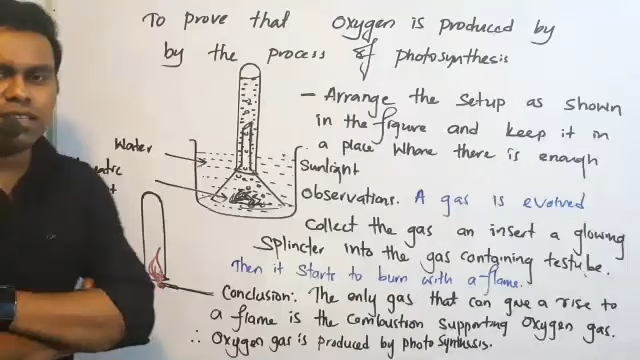 To prove that Oxygen is produced by
by the process of photosynthesis
- Arrange the setup as shown
in the figure and keep it in
a place where there is enough
Sunlight
Water
Observations. A gas is evolved
Collect the gas an insert a glowing
Splincter into the gas containing testube.
Then it starts to burn with a flame.
Conclusion:. The only gas that can give a rise to
a flame is the combustion supporting oxygen gas.
∴ Oxygen gas is produced by photosynthesis.